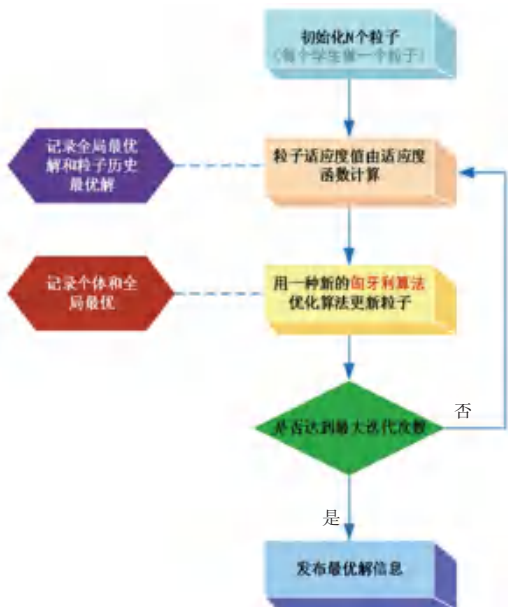 初始化N个粒子
(每个学生做一个粒子)
记录全局最优
解和粒子历史
最优解
粒子适应度值由适应度
函数计算
记录个体和全
局最优
用一种新的匈牙利算法
优化算法更新粒子
是否达到最大迭代次数
否
是
发布最优解信息